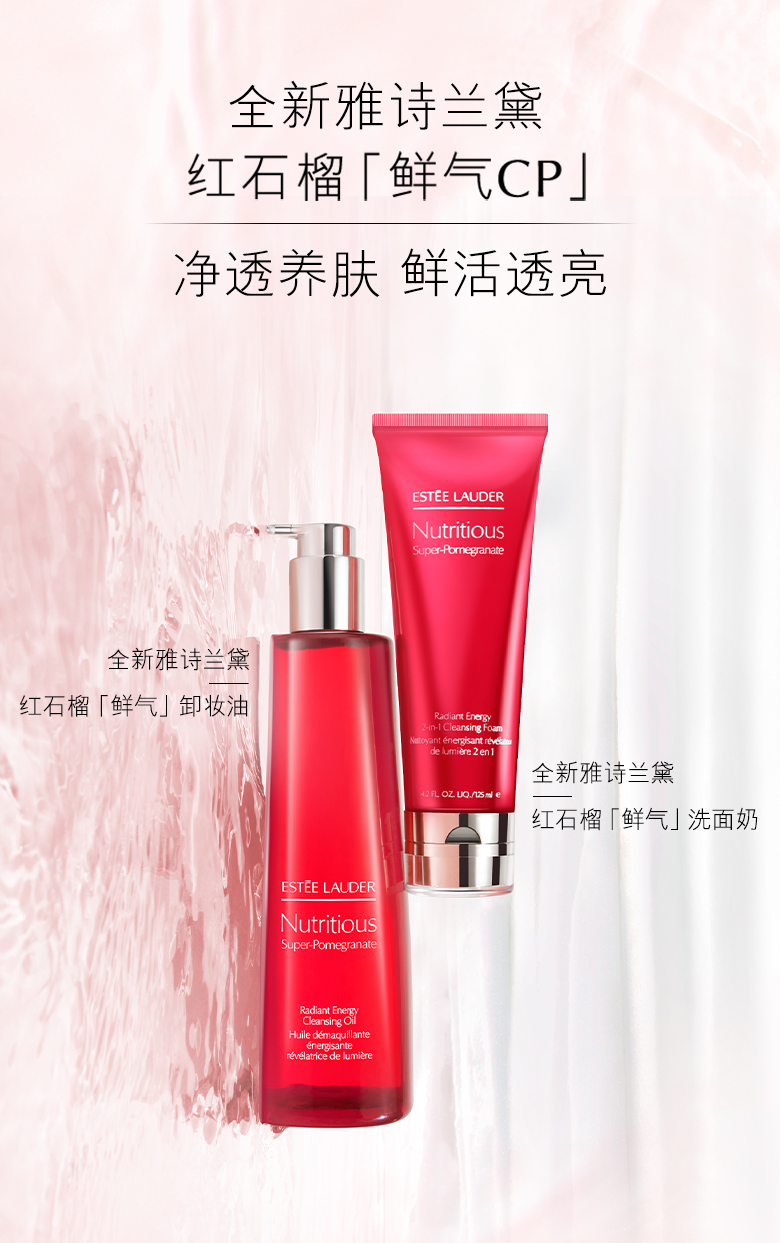 全新雅诗兰黛
红石榴「鲜气CP」
净透养肤 鲜活透亮
ESTĒE LAUDER
Nutritious
Super-Pomegranate
Radiant Energy
2-in-1 Cleansing Foam
Nettoyant énergisant révélateur
de lumière 2 en 1
4.2 FL. OZ. LIQ./125 ml e
全新雅诗兰黛
红石榴「鲜气」卸妆油
全新雅诗兰黛
红石榴「鲜气」洗面奶
ESTĒE LAUDER
Nutritious
Super-Pomegranate
Radiant Energy
Cleansing Oil
Huile démaquillante
énergisante
révélatrice de lumière